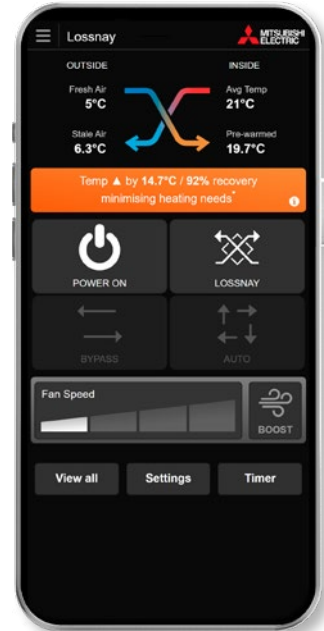 Lossnay
MITSUBISHI
ELECTRIC
OUTSIDE
INSIDE
Fresh Air
5°C
Avg Temp
21°C
Stale Air
6.3°C
Pre-warmed
19.7°C
Temp ▲ by 14.7°C / 92% recovery
minimising heating needs*
POWER ON
LOSSNAY
BYPASS
AUTO
Fan Speed
BOOST
View all
Settings
Timer